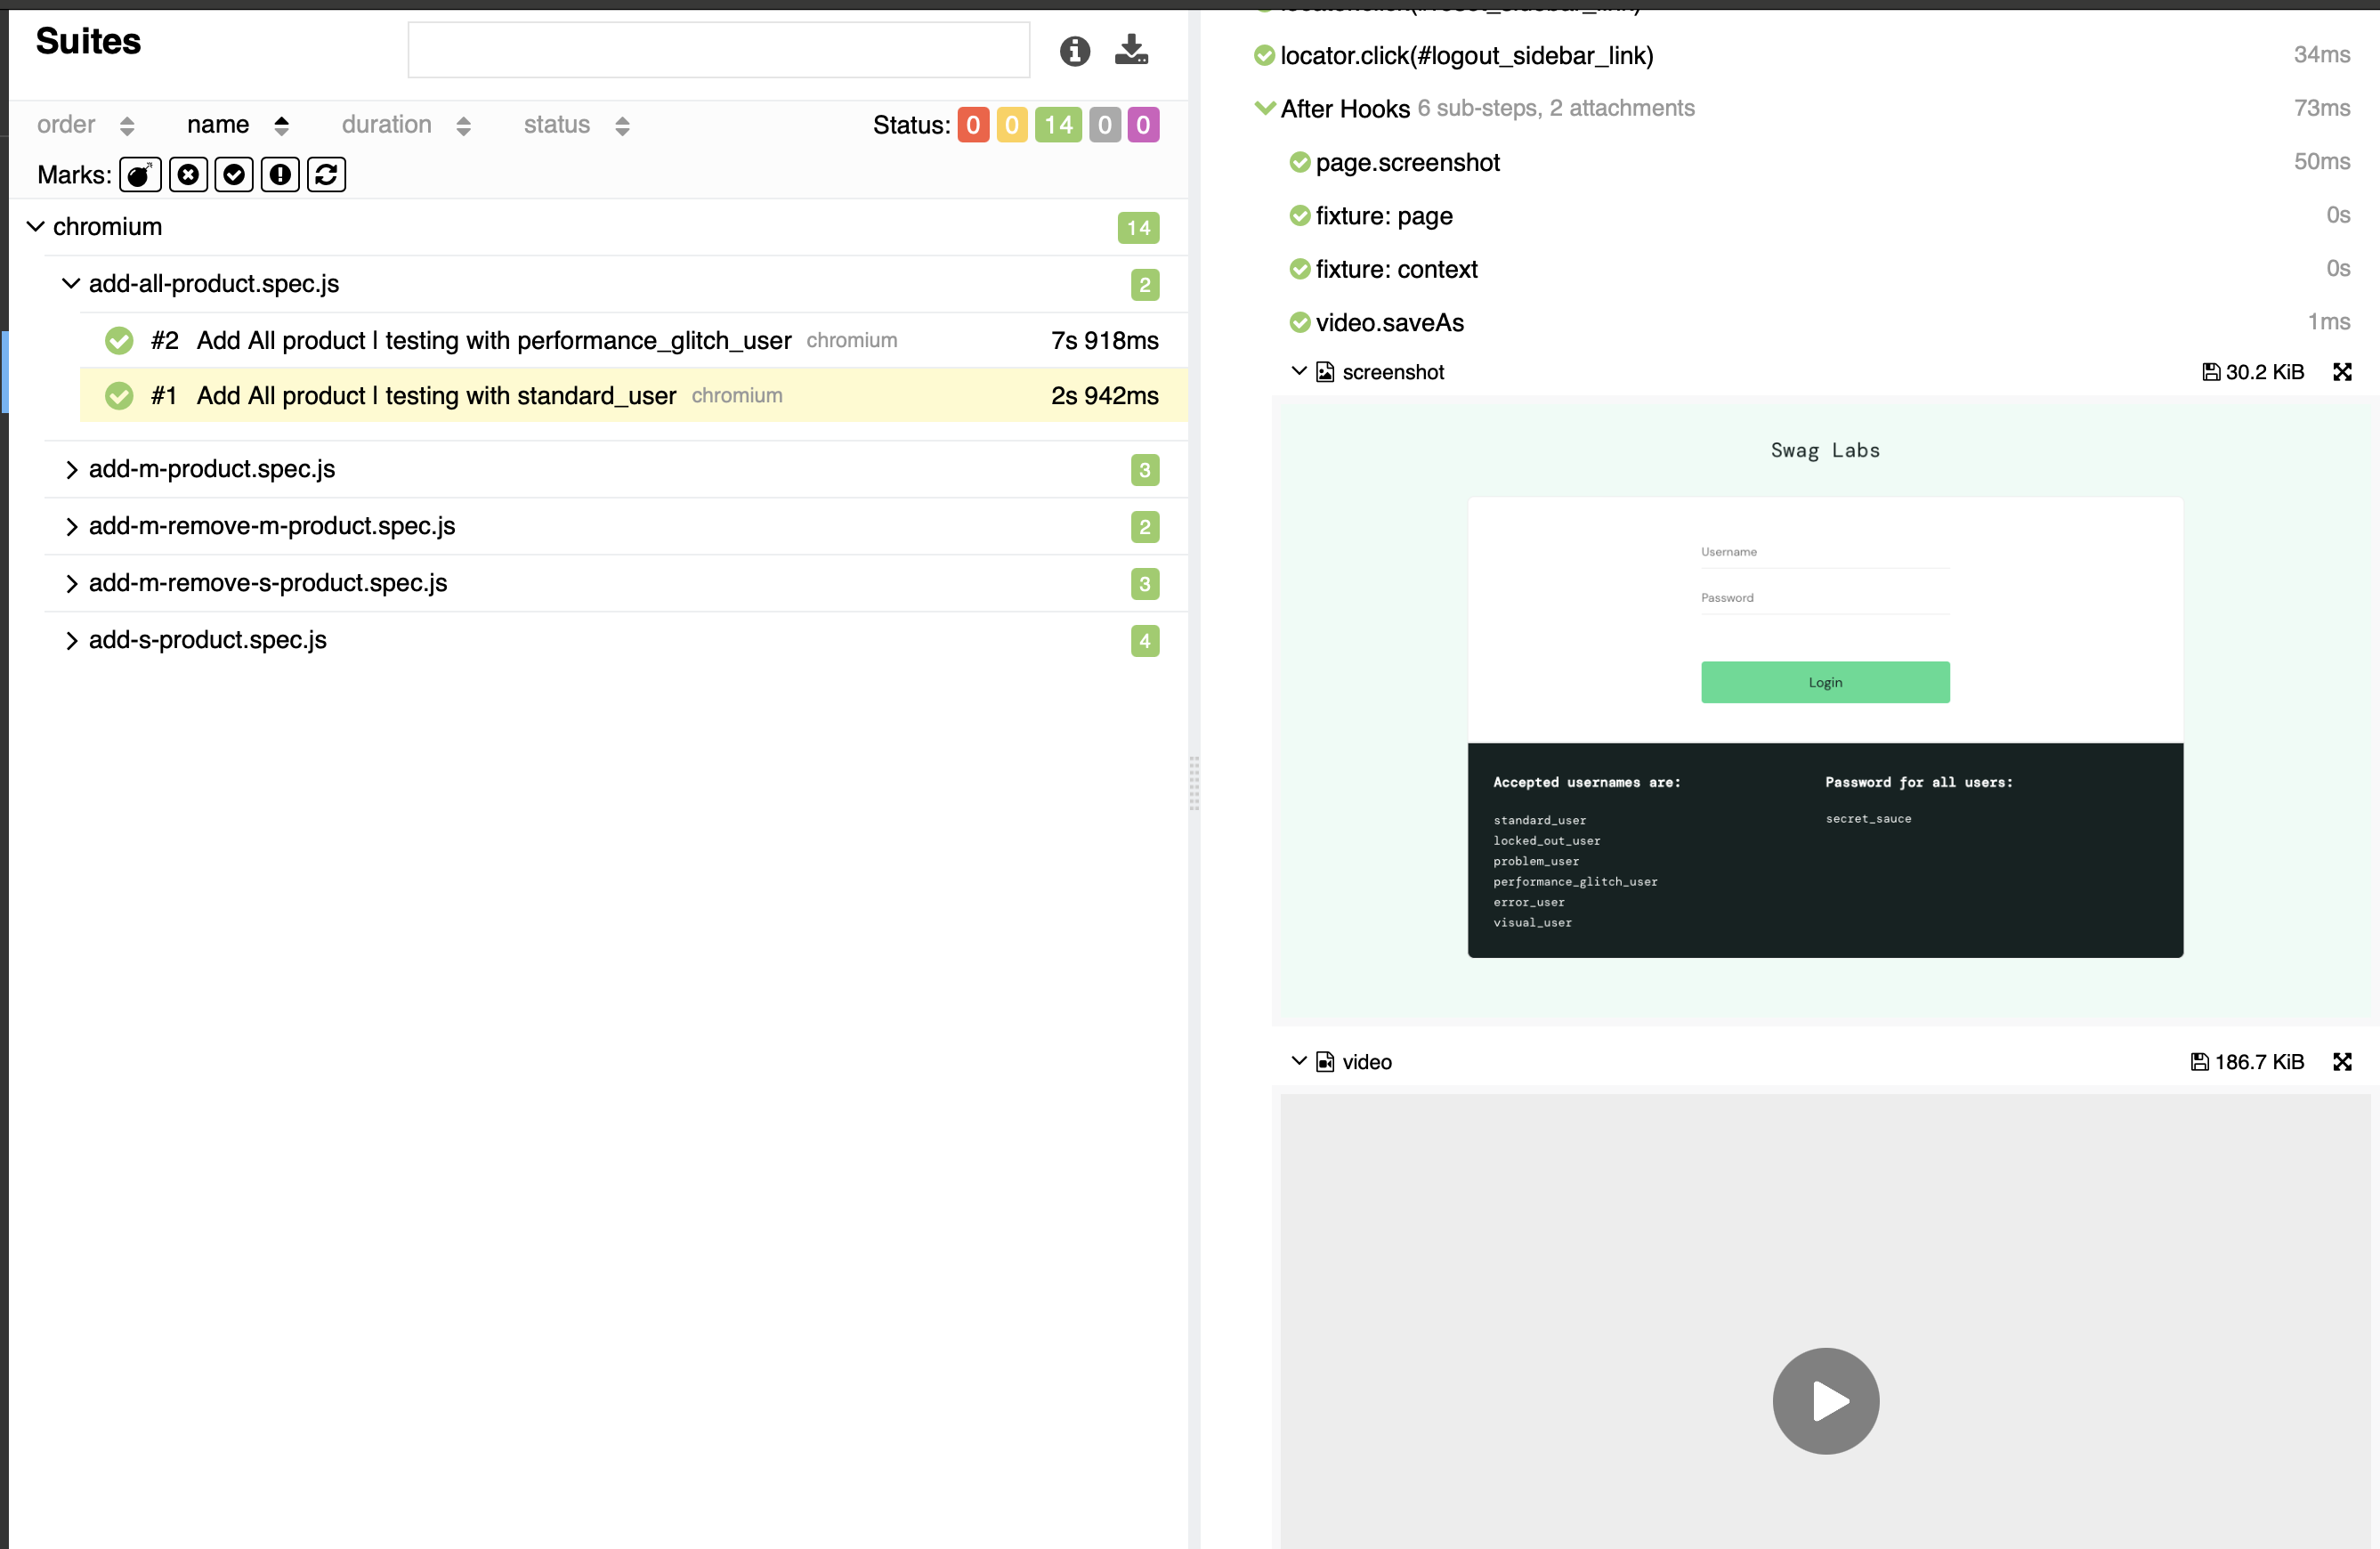 Suites
order name duration status Status: 0 0 14 0 0
Marks:
chromium 14
add-all-product.spec.js 2
#2 Add All product | testing with performance_glitch_user chromium 7s 918ms
#1 Add All product | testing with standard_user chromium 2s 942ms
add-m-product.spec.js 3
add-m-remove-m-product.spec.js 2
add-m-remove-s-product.spec.js 3
add-s-product.spec.js 4
locator.click(#logout_sidebar_link) 34ms
After Hooks 6 sub-steps, 2 attachments 73ms
page.screenshot 50ms
fixture: page 0s
fixture: context 0s
video.saveAs 1ms
screenshot 30.2 KiB
Swag Labs
Username
Password
Login
Accepted usernames are:
standard_user
locked_out_user
problem_user
performance_glitch_user
error_user
visual_user
Password for all users:
secret_sauce
video 186.7 KiB